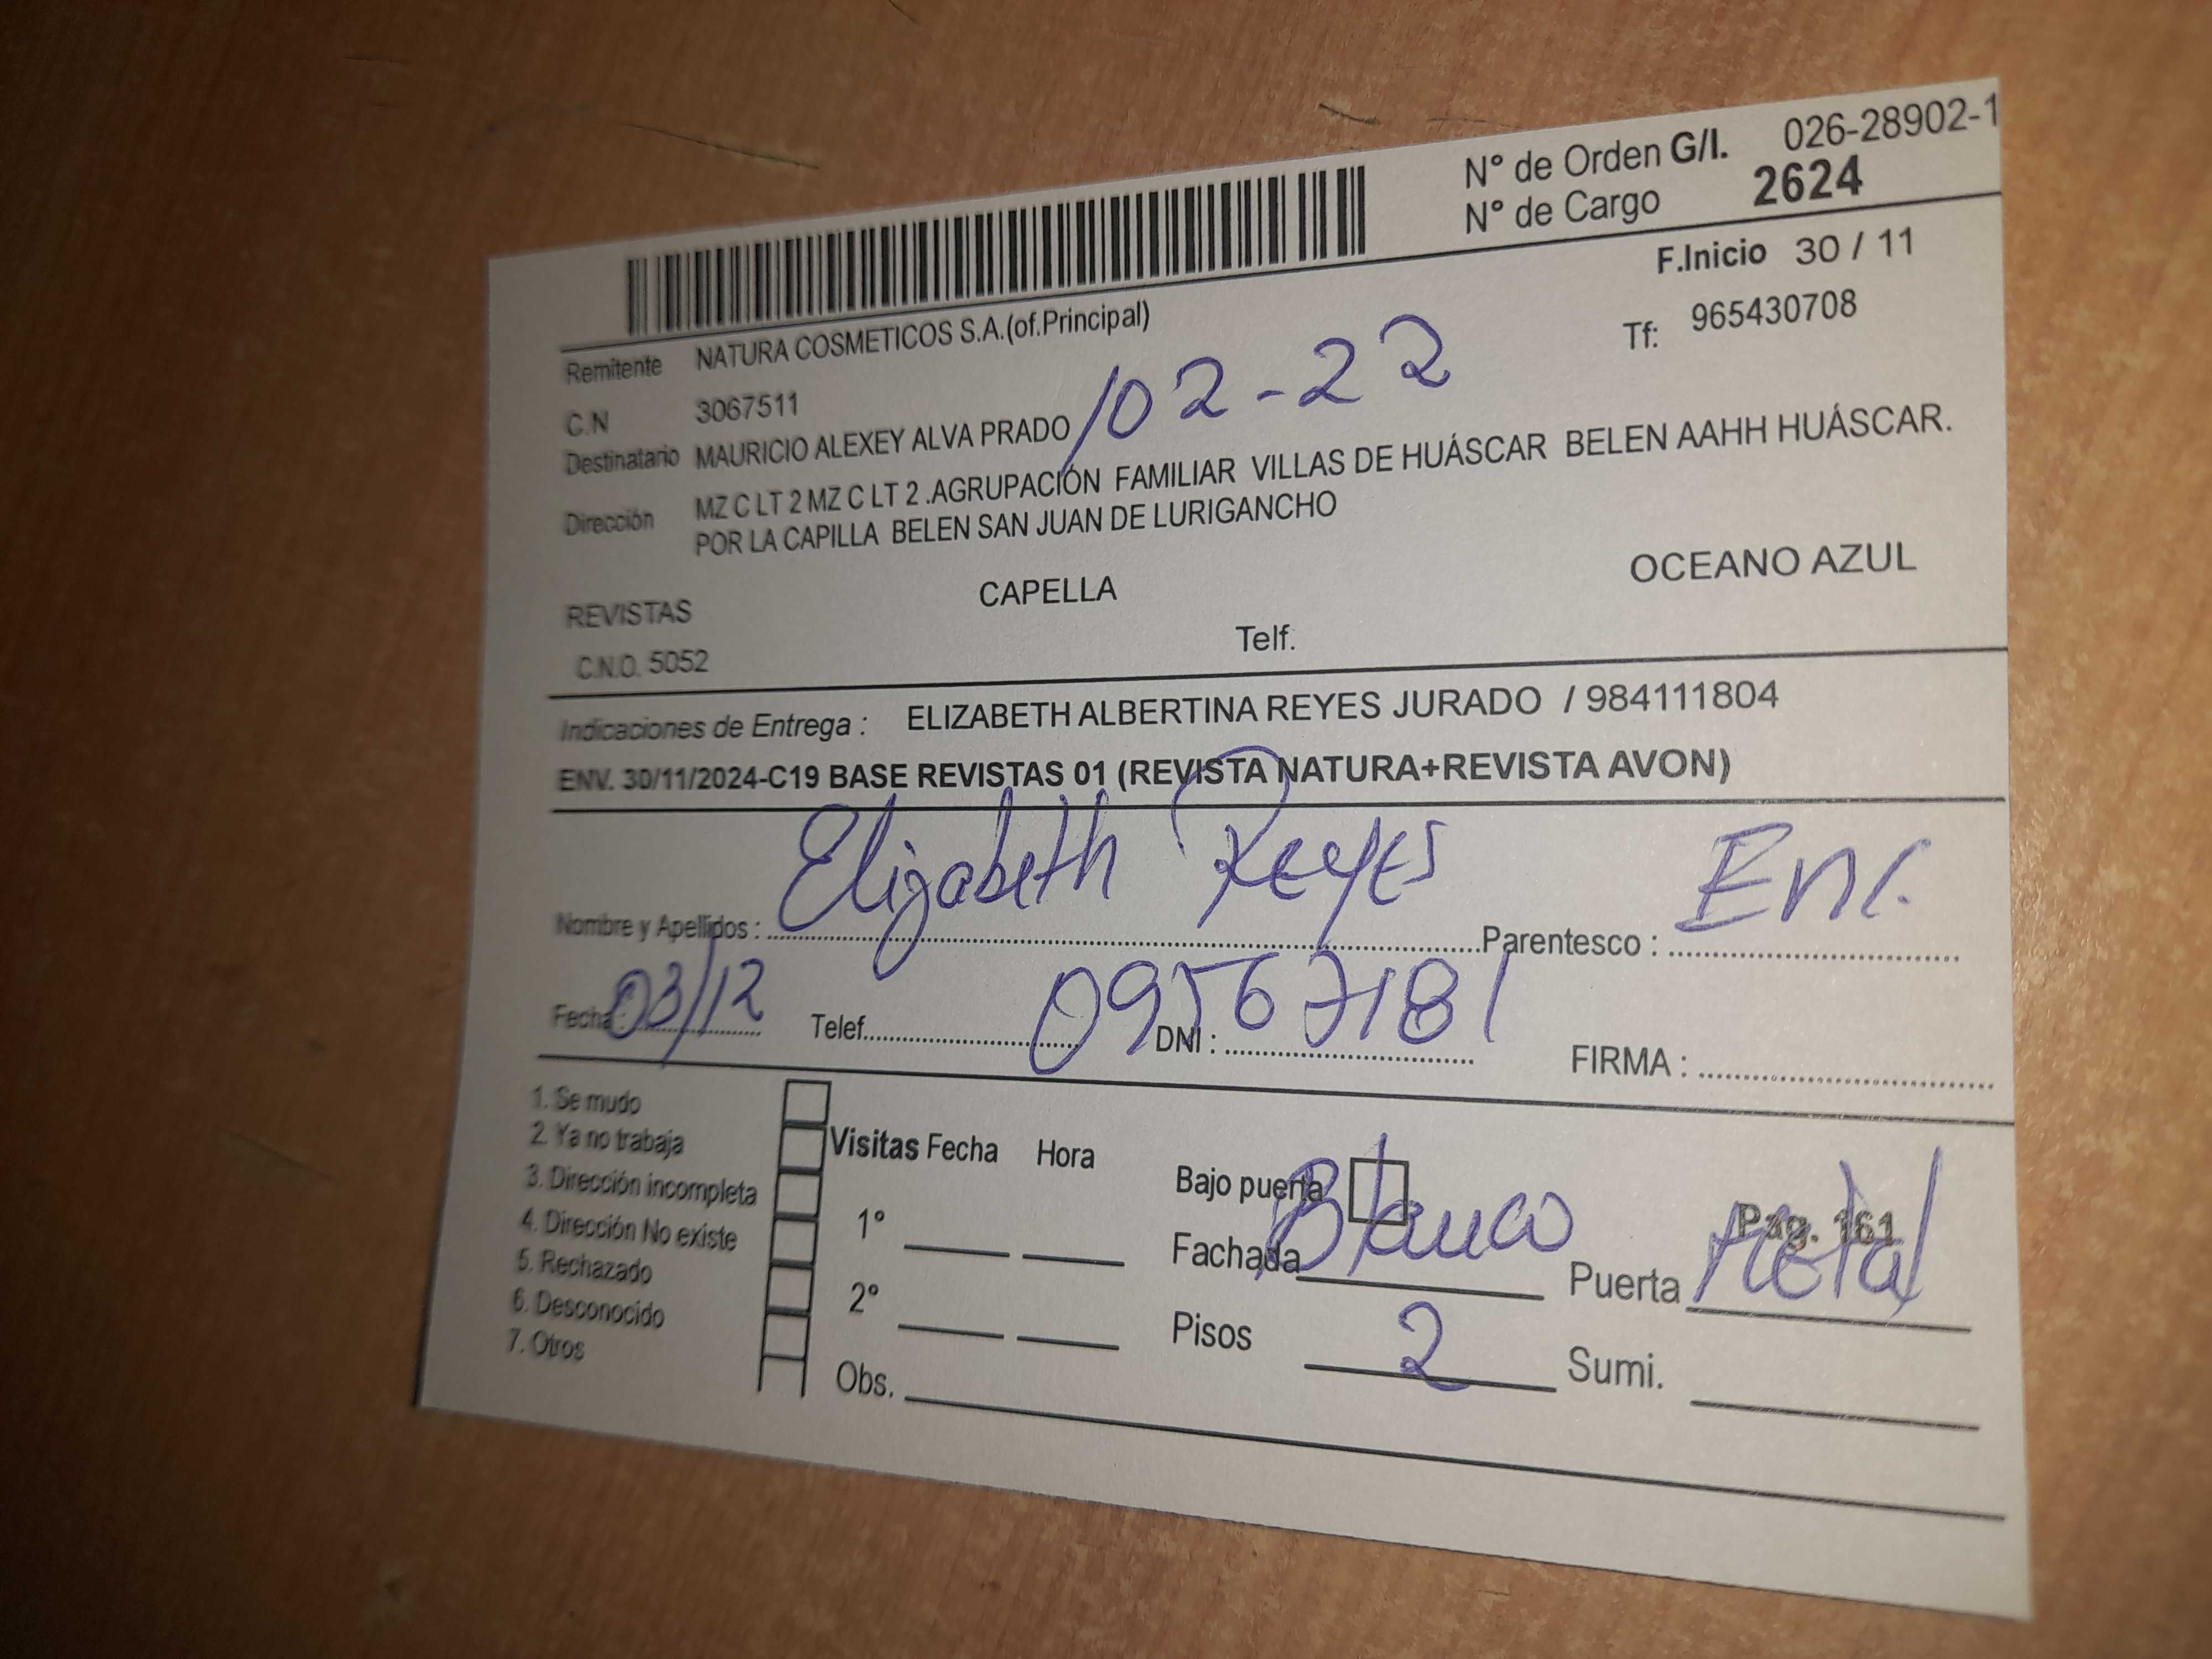 N° de Orden G/I. 026-28902-1
N° de Cargo 2624
F.Inicio 30 / 11
Remitente NATURA COSMETICOS S.A.(of.Principal)
Tf: 965430708
C.N 3067511
102-22
Destinatario MAURICIO ALEXEY ALVA PRADO
Dirección MZ C LT 2 MZ C LT 2 .AGRUPACIÓN FAMILIAR VILLAS DE HUÁSCAR BELEN AAHH HUÁSCAR.
POR LA CAPILLA BELEN SAN JUAN DE LURIGANCHO
REVISTAS CAPELLA OCEANO AZUL
C.N.O. 5052 Telf.
Indicaciones de Entrega : ELIZABETH ALBERTINA REYES JURADO / 984111804
ENV. 30/11/2024-C19 BASE REVISTAS 01 (REVISTA NATURA+REVISTA AVON)
Nombre y Apellidos : Elizabeth Reyes Parentesco : Enc.
Fecha : 03/12 Telef. DNI : 09567181 FIRMA :
1. Se mudo
2. Ya no trabaja
3. Dirección incompleta
4. Dirección No existe
5. Rechazado
6. Desconocido
7. Otros
Visitas Fecha Hora
1°
2°
Obs.
Bajo puerta
Pag. 161
Fachada Blanco Puerta Metal
Pisos 2 Sumi.